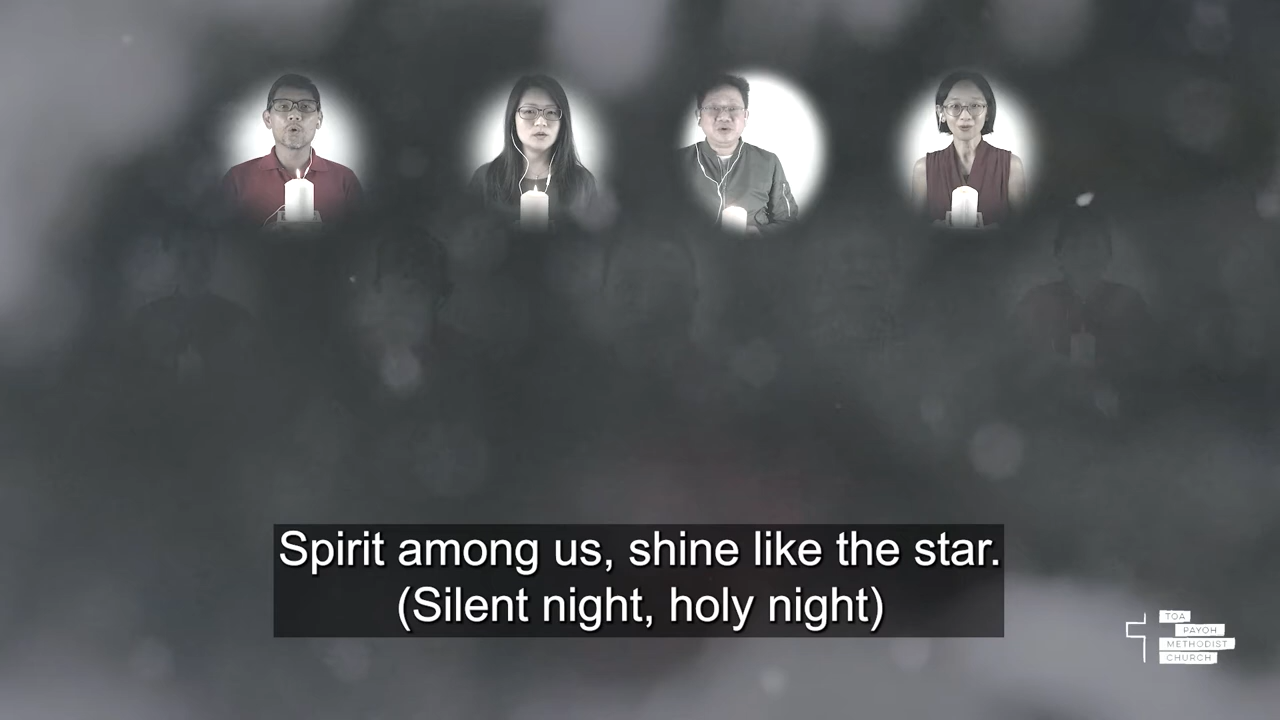 Spirit among us, shine like the star.
(Silent night, holy night)
TOA
PAYOH
METHODIST
CHURCH